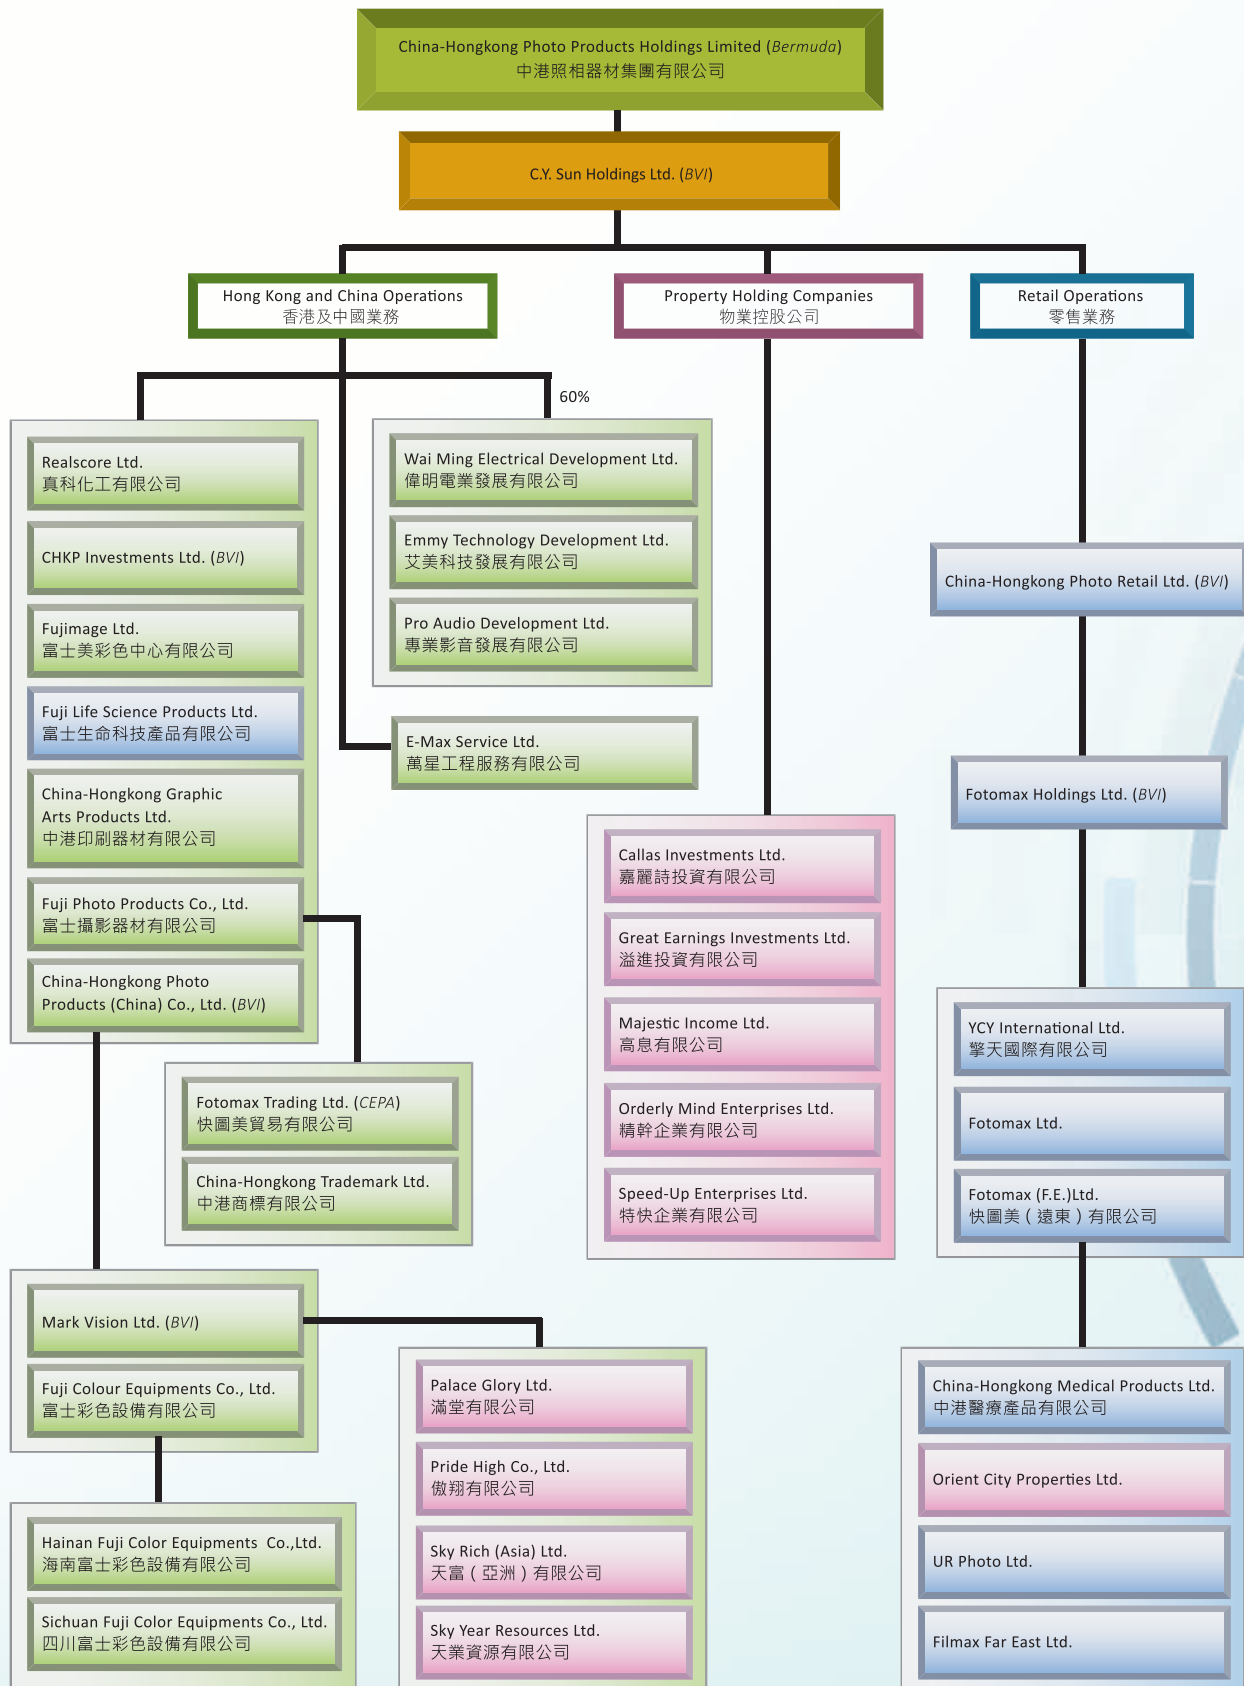 China-Hongkong Photo Products Holdings Limited (Bermuda)
中港照相器材集團有限公司
C.Y. Sun Holdings Ltd. (BVI)
Hong Kong and China Operations
香港及中國業務
Property Holding Companies
物業控股公司
Retail Operations
零售業務
60%
Realscore Ltd.
真科化工有限公司
CHKP Investments Ltd. (BVI)
Fujimage Ltd.
富士美彩色中心有限公司
Fuji Life Science Products Ltd.
富士生命科技產品有限公司
China-Hongkong Graphic
Arts Products Ltd.
中港印刷器材有限公司
Fuji Photo Products Co., Ltd.
富士攝影器材有限公司
China-Hongkong Photo
Products (China) Co., Ltd. (BVI)
Wai Ming Electrical Development Ltd.
偉明電業發展有限公司
Emmy Technology Development Ltd.
艾美科技發展有限公司
Pro Audio Development Ltd.
專業影音發展有限公司
E-Max Service Ltd.
萬星工程服務有限公司
Fotomax Trading Ltd. (CEPA)
快圖美貿易有限公司
China-Hongkong Trademark Ltd.
中港商標有限公司
Mark Vision Ltd. (BVI)
Fuji Colour Equipments Co., Ltd.
富士彩色設備有限公司
Hainan Fuji Color Equipments Co.,Ltd.
海南富士彩色設備有限公司
Sichuan Fuji Color Equipments Co., Ltd.
四川富士彩色設備有限公司
Palace Glory Ltd.
滿堂有限公司
Pride High Co., Ltd.
傲翔有限公司
Sky Rich (Asia) Ltd.
天富（亞洲）有限公司
Sky Year Resources Ltd.
天業資源有限公司
Callas Investments Ltd.
嘉麗詩投資有限公司
Great Earnings Investments Ltd.
溢進投資有限公司
Majestic Income Ltd.
高息有限公司
Orderly Mind Enterprises Ltd.
精幹企業有限公司
Speed-Up Enterprises Ltd.
特快企業有限公司
China-Hongkong Photo Retail Ltd. (BVI)
Fotomax Holdings Ltd. (BVI)
YCY International Ltd.
擎天國際有限公司
Fotomax Ltd.
Fotomax (F.E.)Ltd.
快圖美（遠東）有限公司
China-Hongkong Medical Products Ltd.
中港醫療產品有限公司
Orient City Properties Ltd.
UR Photo Ltd.
Filmax Far East Ltd.